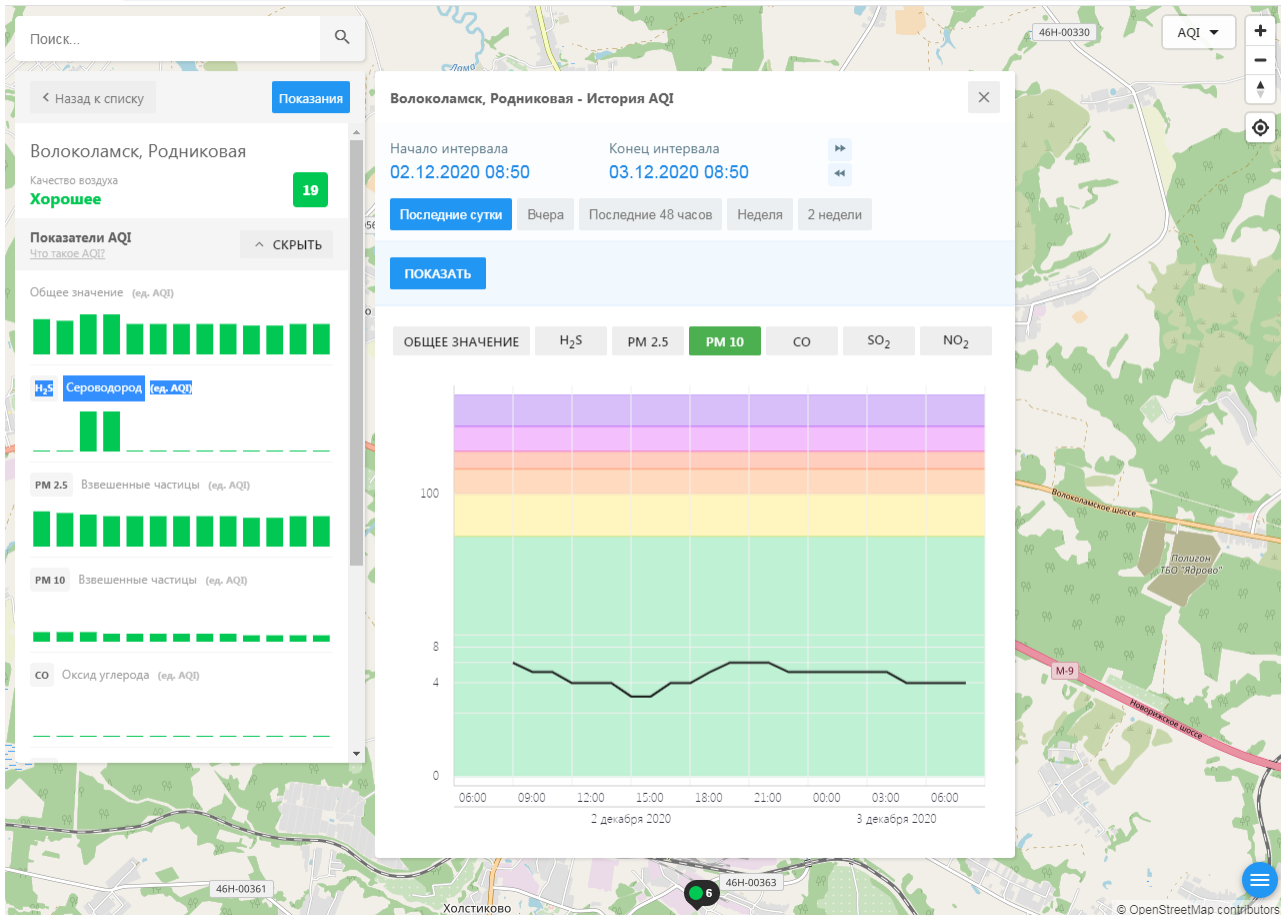 Поиск...
46Н-00330
AQI
Ламо
Назад к списку
Показания
Волоколамск, Родниковая
Качество воздуха
Хорошее
19
Показатели AQI
Что такое AQI?
СКРЫТЬ
Общее значение (ед. AQI)
H2S Сероводород (ед. AQI)
PM 2.5 Взвешенные частицы (ед. AQI)
PM 10 Взвешенные частицы (ед. AQI)
CO Оксид углерода (ед. AQI)
Волоколамск, Родниковая - История AQI
Начало интервала
Конец интервала
02.12.2020 08:50
03.12.2020 08:50
Последние сутки
Вчера
Последние 48 часов
Неделя
2 недели
ПОКАЗАТЬ
ОБЩЕЕ ЗНАЧЕНИЕ
H2S
PM 2.5
PM 10
CO
SO2
NO2
100
8
4
0
06:00
09:00
12:00
15:00
18:00
21:00
00:00
03:00
06:00
2 декабря 2020
3 декабря 2020
Волоколамское шоссе
Полигон
ТБО "Ядрово"
М-9
Новорижское шоссе
46Н-00361
6
46Н-00363
Холстиково
© OpenStreetMap contributors